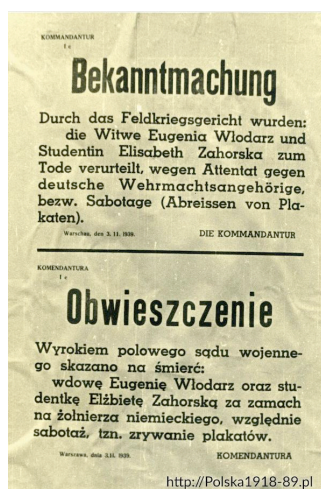 KOMMANDANTUR
I c
Bekanntmachung
Durch das Feldkriegsgericht wurden:
die Witwe Eugenia Włodarz und
Studentin Elisabeth Zahorska zum
Tode verurteilt, wegen Attentat gegen
deutsche Wehrmachtsangehörige,
bezw. Sabotage (Abreissen von Pla-
katen).
Warschau, den 3. 11. 1939. DIE KOMMANDANTUR
KOMENDANTURA
I c
Obwieszczenie
Wyrokiem polowego sądu wojenne-
go skazano na śmierć:
wdowę Eugenię Włodarz oraz stu-
dentkę Elżbietę Zahorską za zamach
na żołnierza niemieckiego, względnie
sabotaż, tzn. zrywanie plakatów.
Warszawa, dnia 3.11. 1939. KOMENDANTURA
http://Polska1918-89.pl